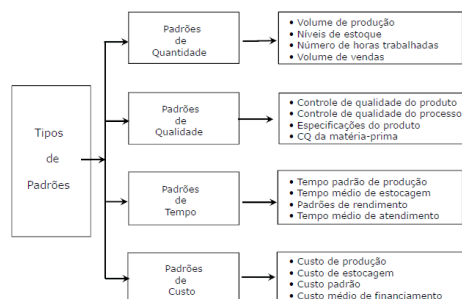 Tipos
de
Padrões
Padrões
de
Quantidade
• Volume de produção
• Níveis de estoque
• Número de horas trabalhadas
• Volume de vendas
Padrões
de
Qualidade
• Controle de qualidade do produto
• Controle de qualidade do processo
• Especificações do produto
• CQ da matéria-prima
Padrões
de
Tempo
• Tempo padrão de produção
• Tempo médio de estocagem
• Padrões de rendimento
• Tempo médio de atendimento
Padrões
de
Custo
• Custo de produção
• Custo de estocagem
• Custo padrão
• Custo médio de financiamento